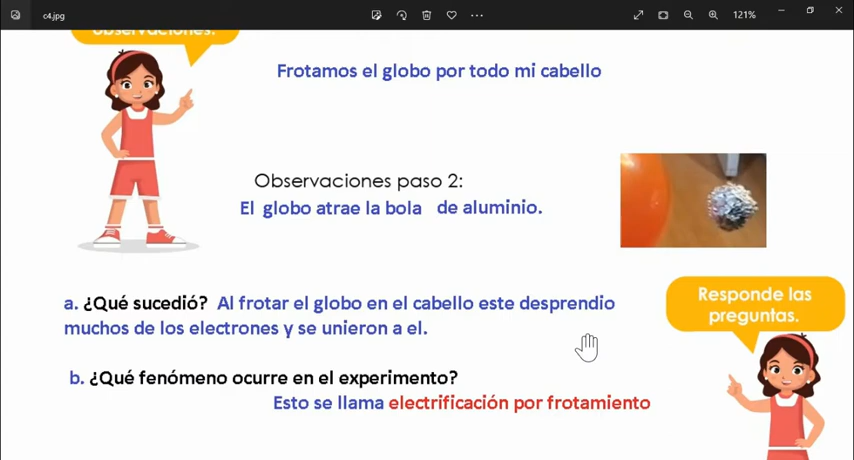 c4.jpg
121%
observaciones.
Frotamos el globo por todo mi cabello
Observaciones paso 2:
El globo atrae la bola de aluminio.
a. ¿Qué sucedió? Al frotar el globo en el cabello este desprendio
muchos de los electrones y se unieron a el.
Responde las
preguntas.
b. ¿Qué fenómeno ocurre en el experimento?
Esto se llama electrificación por frotamiento